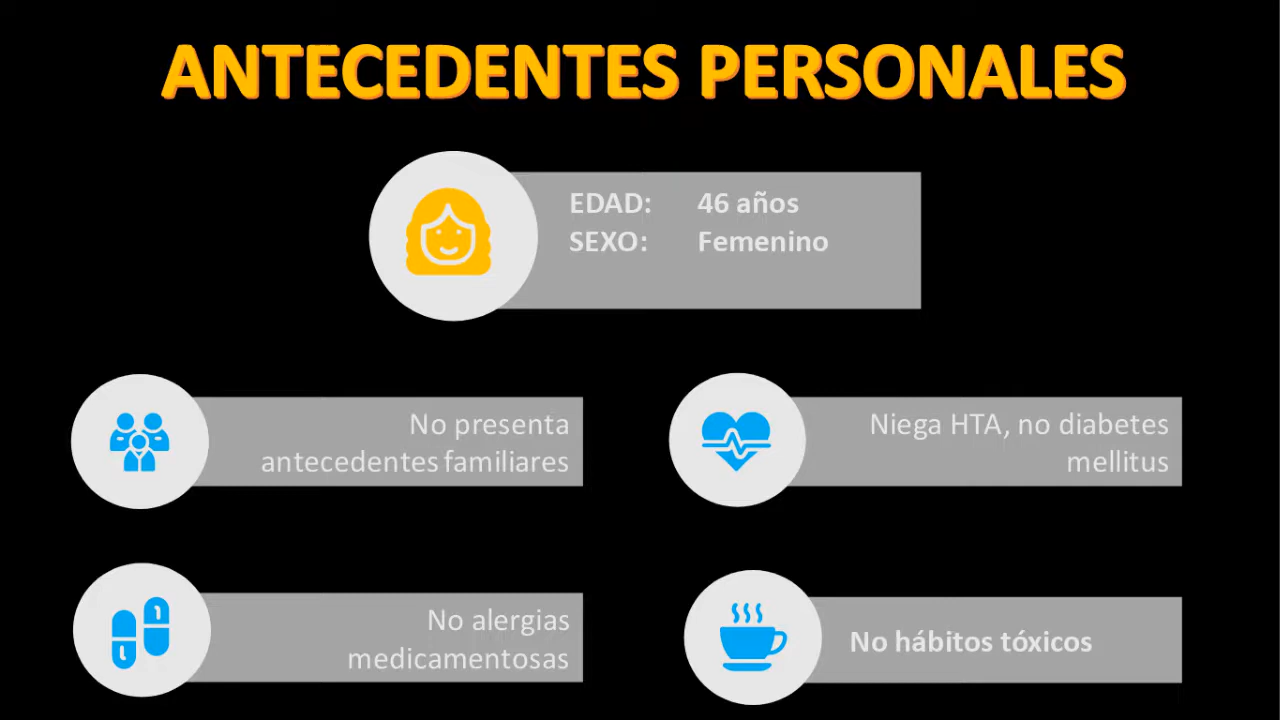 ANTECEDENTES PERSONALES
EDAD: 46 años
SEXO: Femenino
No presenta
antecedentes familiares
Niega HTA, no diabetes
mellitus
No alergias
medicamentosas
No hábitos tóxicos